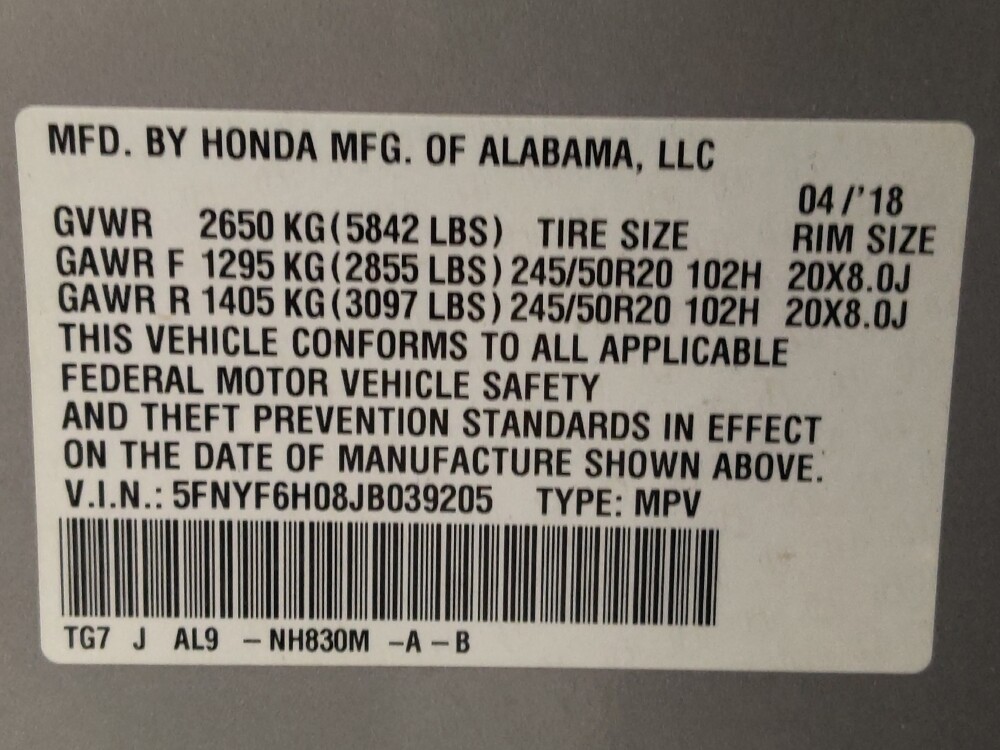 MFD. BY HONDA MFG. OF ALABAMA, LLC
04/'18
GVWR 2650 KG(5842 LBS) TIRE SIZE RIM SIZE
GAWR F 1295 KG(2855 LBS) 245/50R20 102H 20X8.0J
GAWR R 1405 KG(3097 LBS) 245/50R20 102H 20X8.0J
THIS VEHICLE CONFORMS TO ALL APPLICABLE
FEDERAL MOTOR VEHICLE SAFETY
AND THEFT PREVENTION STANDARDS IN EFFECT
ON THE DATE OF MANUFACTURE SHOWN ABOVE.
V.I.N.: 5FNYF6H08JB039205 TYPE: MPV
TG7 J AL9 – NH830M –A – B